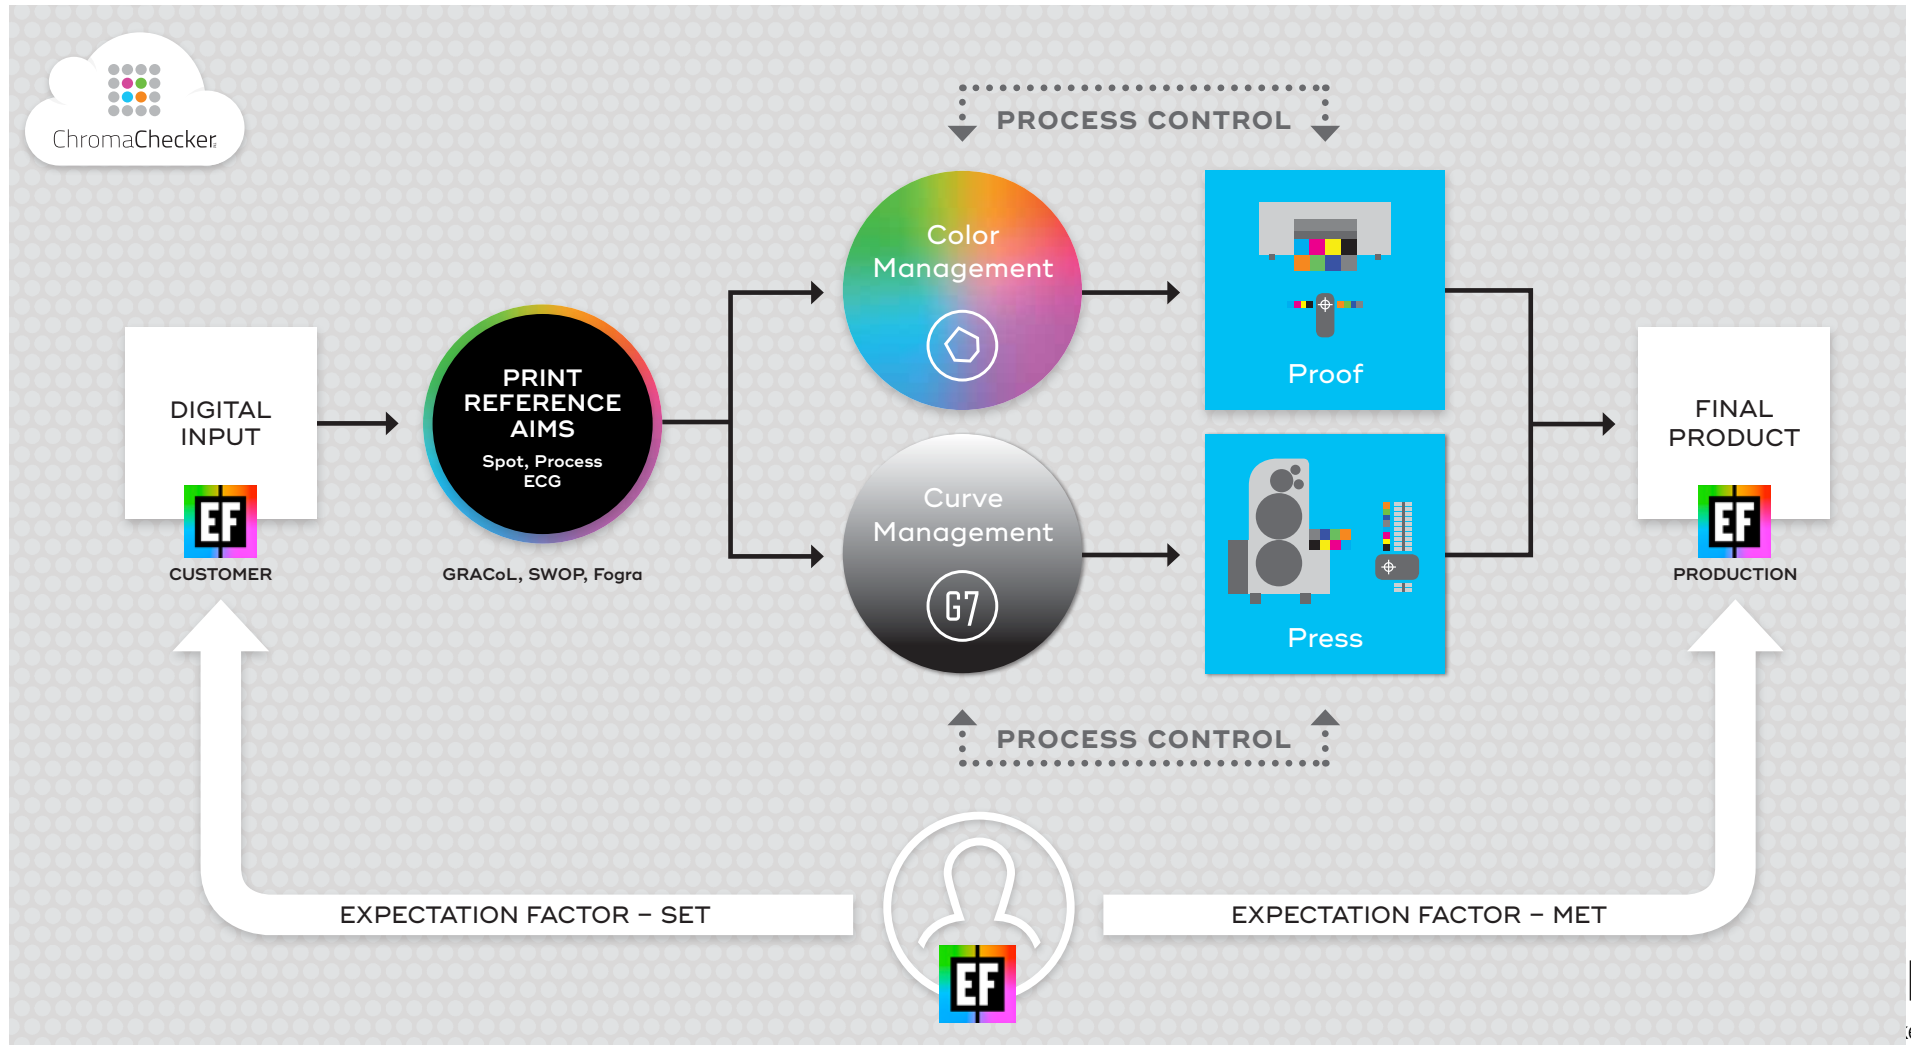 ChromaChecker
PROCESS CONTROL
Color
Management
Proof
DIGITAL
INPUT
EF
CUSTOMER
PRINT
REFERENCE
AIMS
Spot, Process
ECG
GRACoL, SWOP, Fogra
Curve
Management
G7
Press
FINAL
PRODUCT
EF
PRODUCTION
PROCESS CONTROL
EXPECTATION FACTOR – SET
EF
EXPECTATION FACTOR – MET